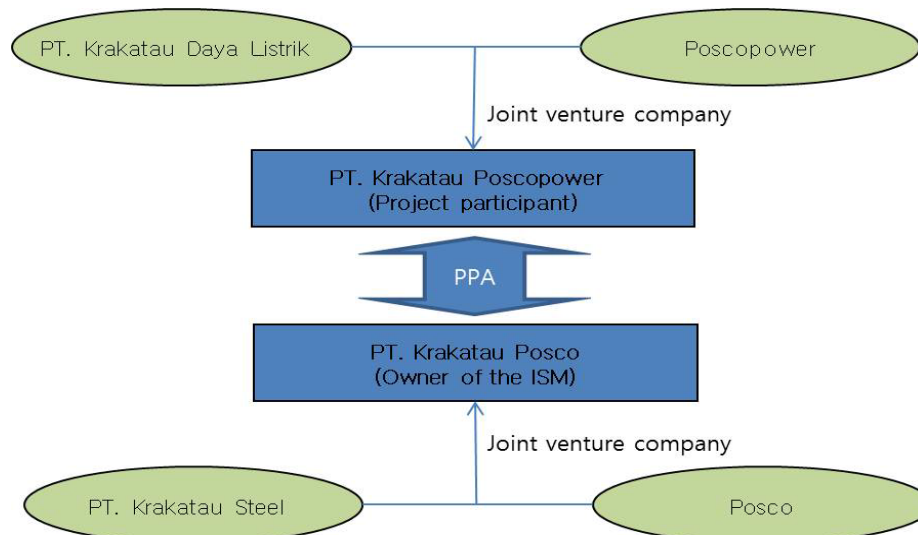 PT. Krakatau Daya Listrik
Poscopower
Joint venture company
PT. Krakatau Poscopower
(Project participant)
PPA
PT. Krakatau Posco
(Owner of the ISM)
Joint venture company
PT. Krakatau Steel
Posco